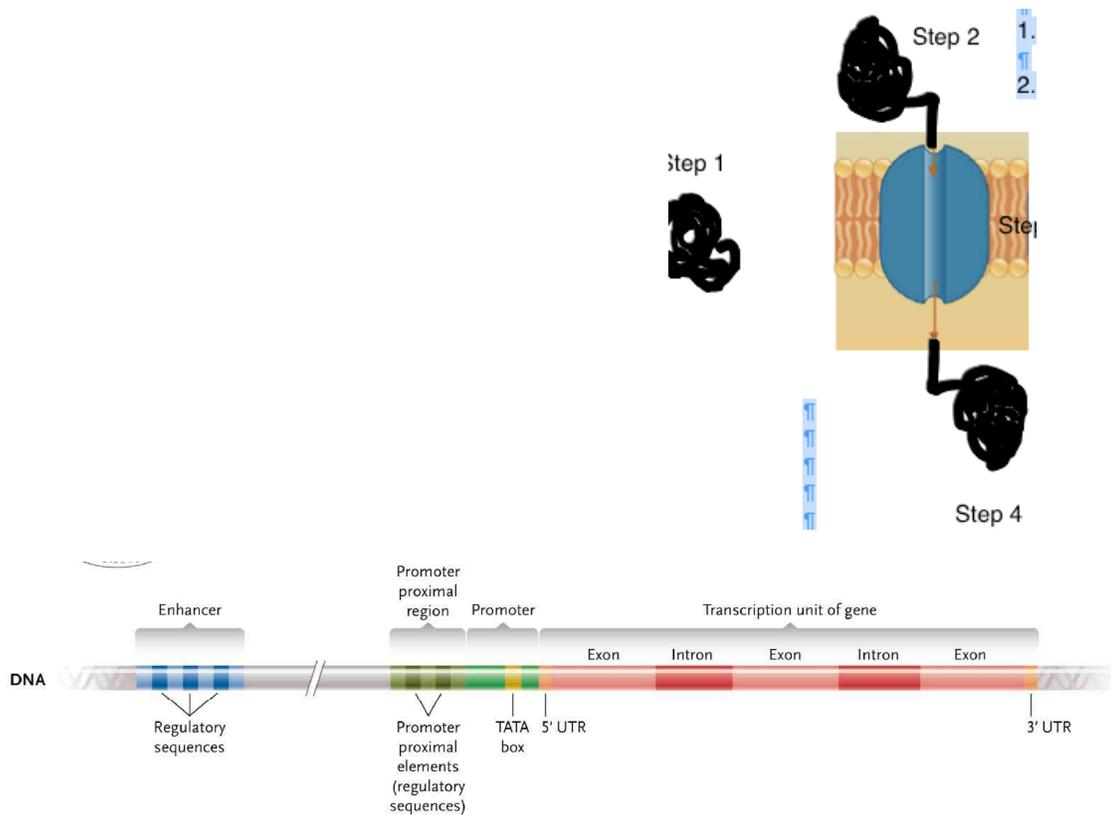 Step 2
1.
¶
2.
Step 1
Step
¶
¶
¶
¶
¶
Step 4
Promoter
proximal
region
Enhancer
Promoter
Transcription unit of gene
Exon
Intron
Exon
Intron
Exon
DNA
Regulatory
sequences
Promoter
proximal
elements
(regulatory
sequences)
TATA
box
5' UTR
3' UTR